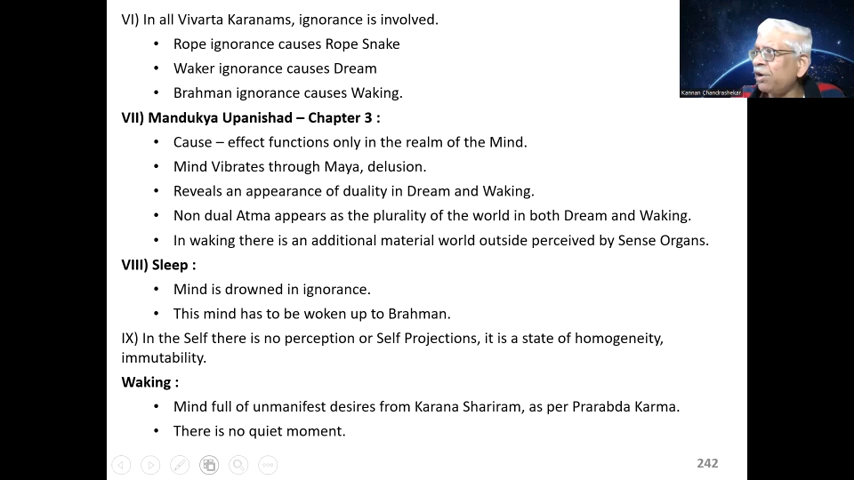 VI) In all Vivarta Karanams, ignorance is involved.
• Rope ignorance causes Rope Snake
• Waker ignorance causes Dream
• Brahman ignorance causes Waking.
VII) Mandukya Upanishad – Chapter 3 :
• Cause – effect functions only in the realm of the Mind.
• Mind Vibrates through Maya, delusion.
• Reveals an appearance of duality in Dream and Waking.
• Non dual Atma appears as the plurality of the world in both Dream and Waking.
• In waking there is an additional material world outside perceived by Sense Organs.
VIII) Sleep :
• Mind is drowned in ignorance.
• This mind has to be woken up to Brahman.
IX) In the Self there is no perception or Self Projections, it is a state of homogeneity,
immutability.
Waking :
• Mind full of unmanifest desires from Karana Shariram, as per Prarabda Karma.
• There is no quiet moment.
242
Kannan Chandrashekar